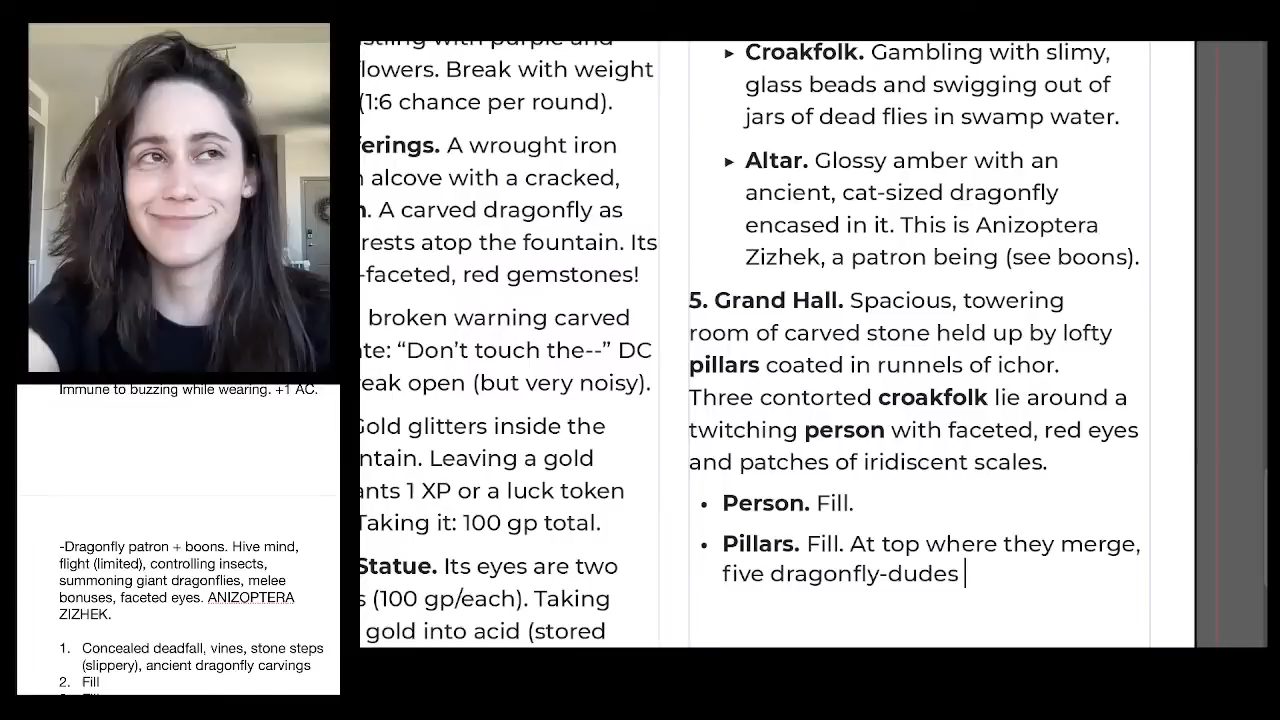 Immune to buzzing while wearing. +1 AC.
-Dragonfly patron + boons. Hive mind,
flight (limited), controlling insects,
summoning giant dragonflies, melee
bonuses, faceted eyes. ANIZOPTERA
ZIZHEK.
1. Concealed deadfall, vines, stone steps
(slippery), ancient dragonfly carvings
2. Fill
with purple and
flowers. Break with weight
(1:6 chance per round).
ferings. A wrought iron
alcove with a cracked,
. A carved dragonfly as
rests atop the fountain. Its
-faceted, red gemstones!
broken warning carved
te: “Don’t touch the--” DC
reak open (but very noisy).
Gold glitters inside the
ntain. Leaving a gold
ants 1 XP or a luck token
Taking it: 100 gp total.
Statue. Its eyes are two
s (100 gp/each). Taking
gold into acid (stored
▸ Croakfolk. Gambling with slimy,
glass beads and swigging out of
jars of dead flies in swamp water.
▸ Altar. Glossy amber with an
ancient, cat-sized dragonfly
encased in it. This is Anizoptera
Zizhek, a patron being (see boons).
5. Grand Hall. Spacious, towering
room of carved stone held up by lofty
pillars coated in runnels of ichor.
Three contorted croakfolk lie around a
twitching person with faceted, red eyes
and patches of iridiscent scales.
• Person. Fill.
• Pillars. Fill. At top where they merge,
five dragonfly-dudes